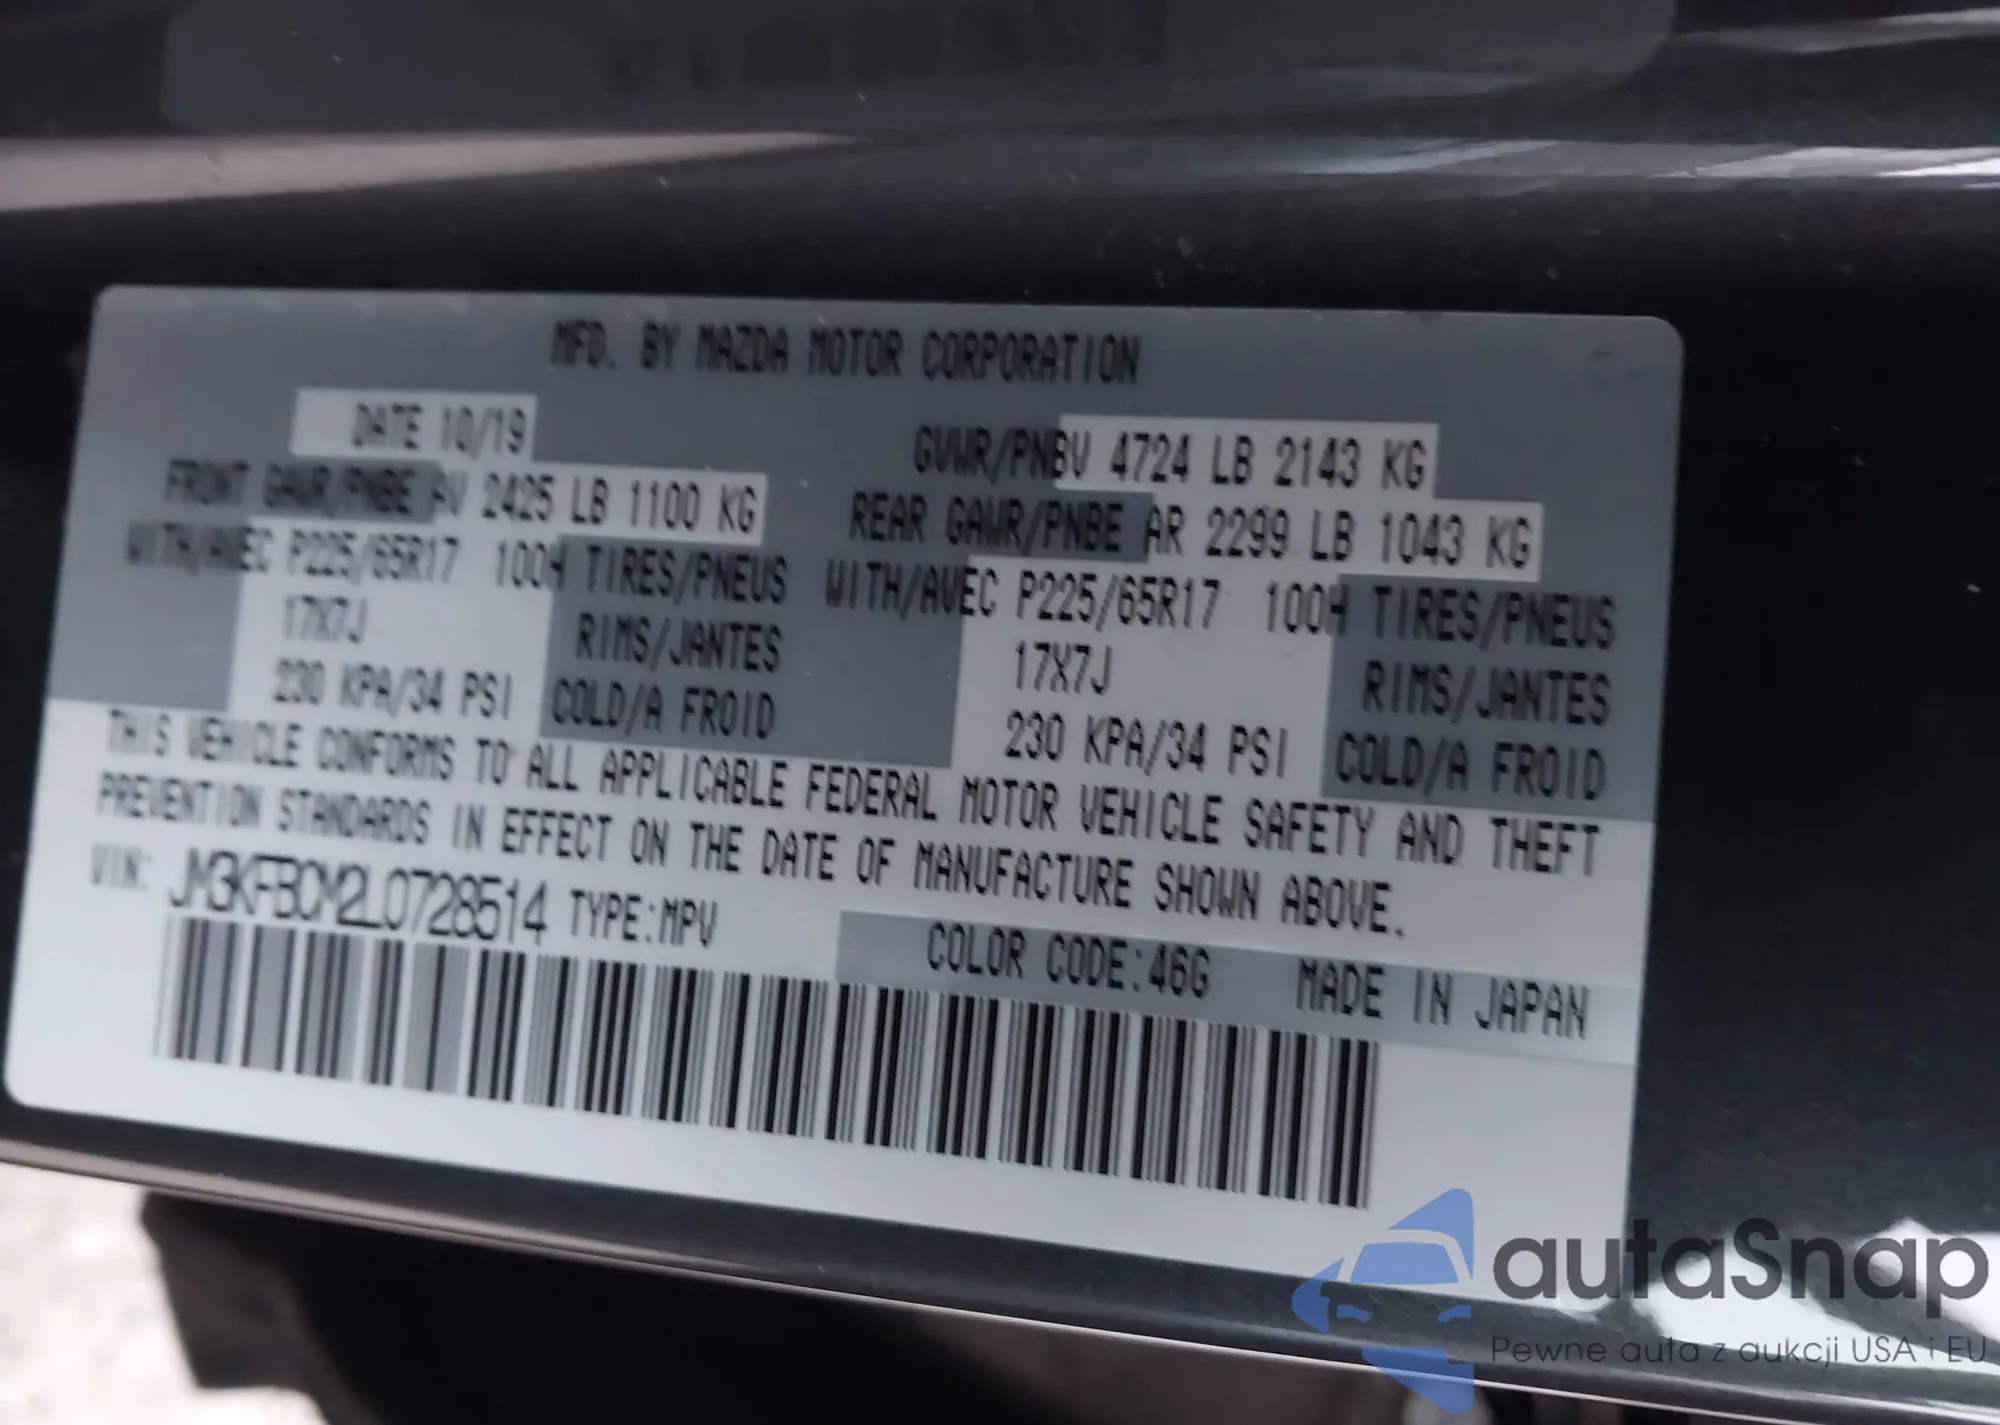 MFD. BY MAZDA MOTOR CORPORATION
DATE 10/19
GVWR/PNBV 4724 LB 2143 KG
FRONT GAWR/PNBE AV 2425 LB 1100 KG
REAR GAWR/PNBE AR 2299 LB 1043 KG
WITH/AVEC P225/65R17 100H TIRES/PNEUS
WITH/AVEC P225/65R17 100H TIRES/PNEUS
17X7J RIMS/JANTES
17X7J RIMS/JANTES
230 KPA/34 PSI COLD/A FROID
230 KPA/34 PSI COLD/A FROID
THIS VEHICLE CONFORMS TO ALL APPLICABLE FEDERAL MOTOR VEHICLE SAFETY AND THEFT
PREVENTION STANDARDS IN EFFECT ON THE DATE OF MANUFACTURE SHOWN ABOVE.
VIN: JM3KFBCM2L0728514 TYPE:MPV
COLOR CODE:46G MADE IN JAPAN
autaSnap
Pewne auta z aukcji USA i EU